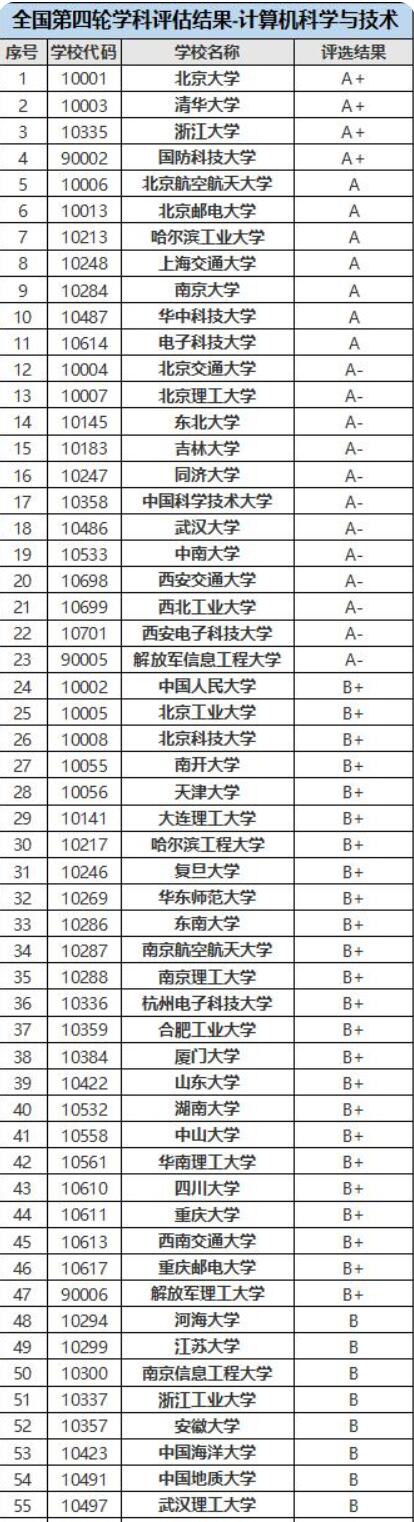 全国第四轮学科评估结果-计算机科学与技术
序号 学校代码 学校名称 评选结果
1 10001 北京大学 A+
2 10003 清华大学 A+
3 10335 浙江大学 A+
4 90002 国防科技大学 A+
5 10006 北京航空航天大学 A
6 10013 北京邮电大学 A
7 10213 哈尔滨工业大学 A
8 10248 上海交通大学 A
9 10284 南京大学 A
10 10487 华中科技大学 A
11 10614 电子科技大学 A
12 10004 北京交通大学 A-
13 10007 北京理工大学 A-
14 10145 东北大学 A-
15 10183 吉林大学 A-
16 10247 同济大学 A-
17 10358 中国科学技术大学 A-
18 10486 武汉大学 A-
19 10533 中南大学 A-
20 10698 西安交通大学 A-
21 10699 西北工业大学 A-
22 10701 西安电子科技大学 A-
23 90005 解放军信息工程大学 A-
24 10002 中国人民大学 B+
25 10005 北京工业大学 B+
26 10008 北京科技大学 B+
27 10055 南开大学 B+
28 10056 天津大学 B+
29 10141 大连理工大学 B+
30 10217 哈尔滨工程大学 B+
31 10246 复旦大学 B+
32 10269 华东师范大学 B+
33 10286 东南大学 B+
34 10287 南京航空航天大学 B+
35 10288 南京理工大学 B+
36 10336 杭州电子科技大学 B+
37 10359 合肥工业大学 B+
38 10384 厦门大学 B+
39 10422 山东大学 B+
40 10532 湖南大学 B+
41 10558 中山大学 B+
42 10561 华南理工大学 B+
43 10610 四川大学 B+
44 10611 重庆大学 B+
45 10613 西南交通大学 B+
46 10617 重庆邮电大学 B+
47 90006 解放军理工大学 B+
48 10294 河海大学 B
49 10299 江苏大学 B
50 10300 南京信息工程大学 B
51 10337 浙江工业大学 B
52 10357 安徽大学 B
53 10423 中国海洋大学 B
54 10491 中国地质大学 B
55 10497 武汉理工大学 B